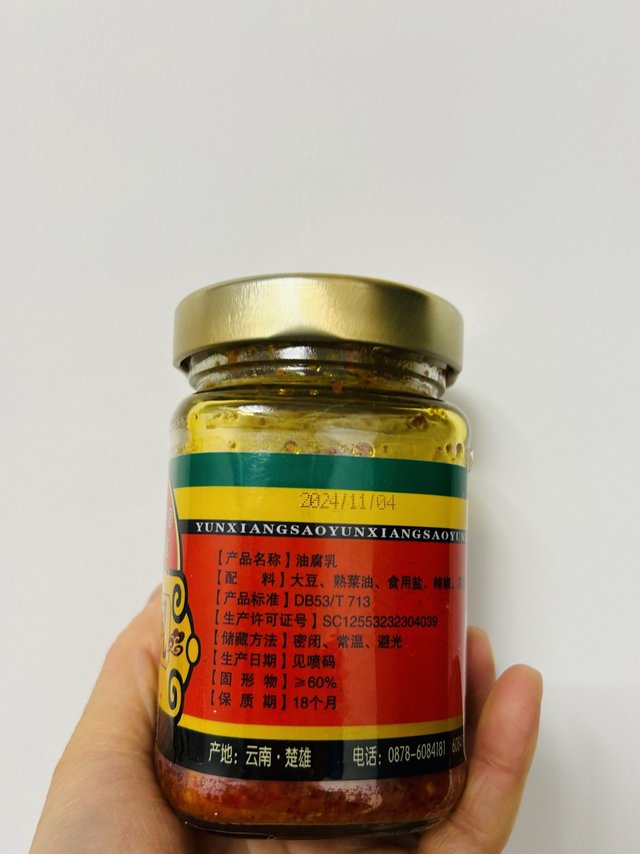 2024/11/04
YUNXIANGSAOYUNXIANGSAOYUN
【产品名称】油腐乳
【配 料】大豆、熟菜油、食用盐、辣椒、
【产品标准】DB53/T 713
【生产许可证号】SC12553232304039
【储藏方法】密闭、常温、避光
【生产日期】见喷码
【固 形 物】≥60%
【保 质 期】18个月
产地：云南·楚雄 电话：0878-6084181